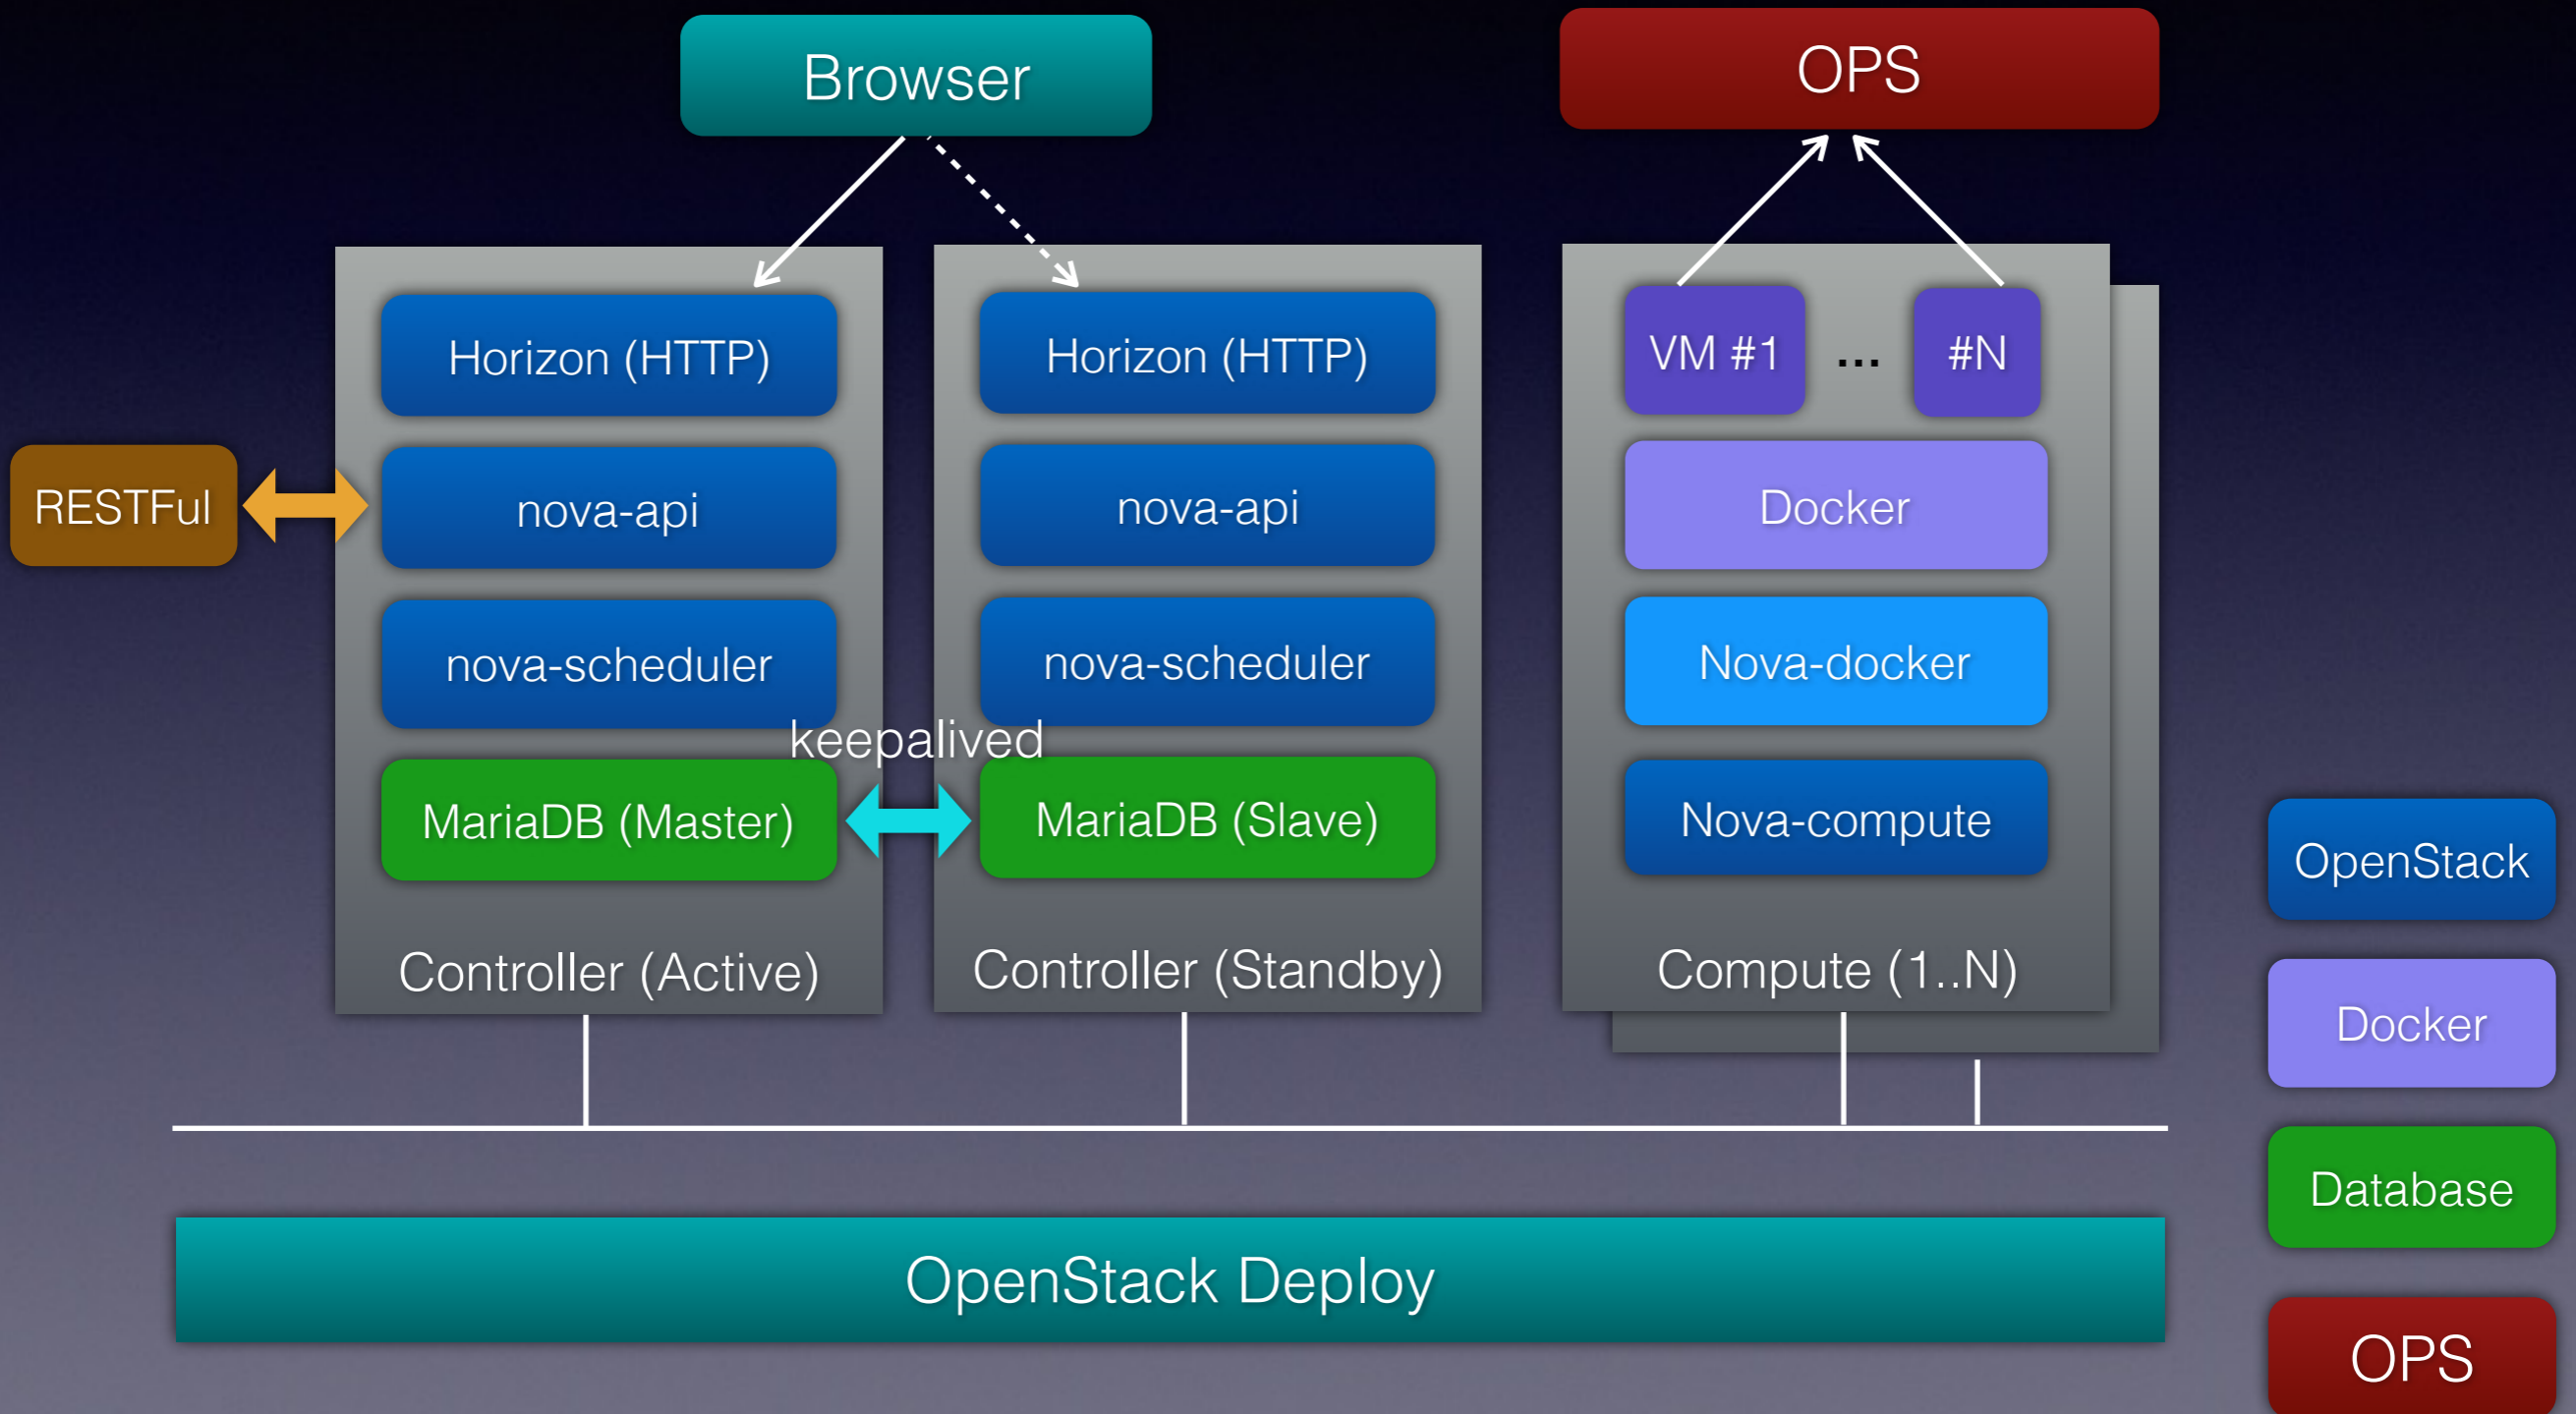 Browser
OPS
Horizon (HTTP)
Horizon (HTTP)
VM #1
...
#N
RESTFul
nova-api
nova-api
Docker
nova-scheduler
nova-scheduler
Nova-docker
keepalived
MariaDB (Master)
MariaDB (Slave)
Nova-compute
Controller (Active)
Controller (Standby)
Compute (1..N)
OpenStack
Docker
Database
OpenStack Deploy
OPS